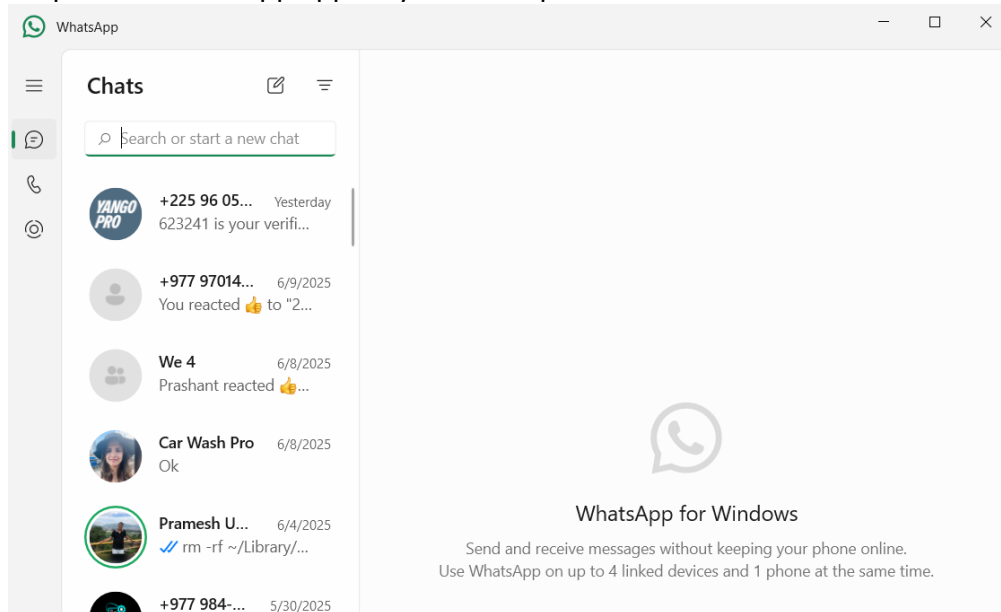 WhatsApp
Chats
Search or start a new chat
YANGO PRO
+225 96 05... Yesterday
623241 is your verifi...
+977 97014... 6/9/2025
You reacted 👍 to "2...
We 4 6/8/2025
Prashant reacted 👍...
Car Wash Pro 6/8/2025
Ok
Pramesh U... 6/4/2025
rm -rf ~/Library/...
+977 984-... 5/30/2025
WhatsApp for Windows
Send and receive messages without keeping your phone online.
Use WhatsApp on up to 4 linked devices and 1 phone at the same time.